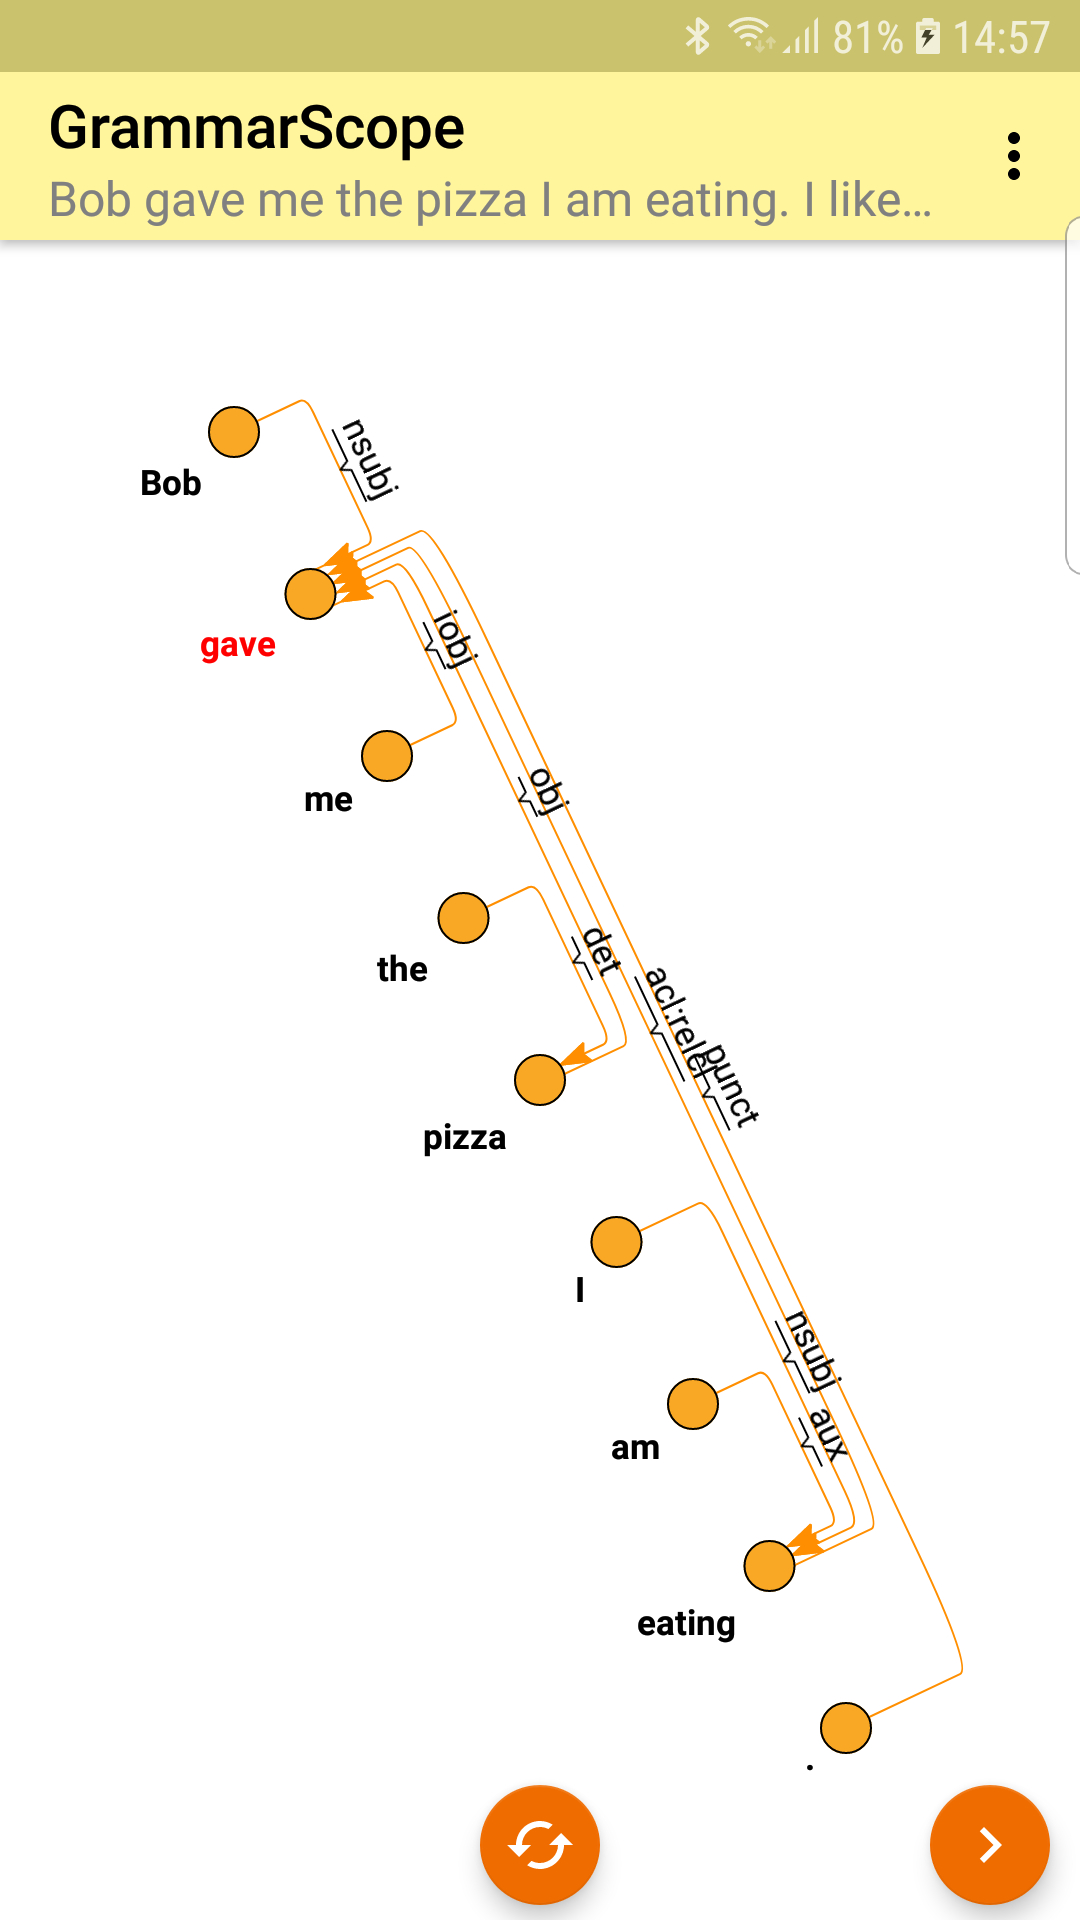 81% 14:57
GrammarScope
Bob gave me the pizza I am eating. I like...
nsubj
Bob
gave
iobj
me
obj
the
det
acl:relcl
punct
pizza
I
nsubj
am
aux
eating
.